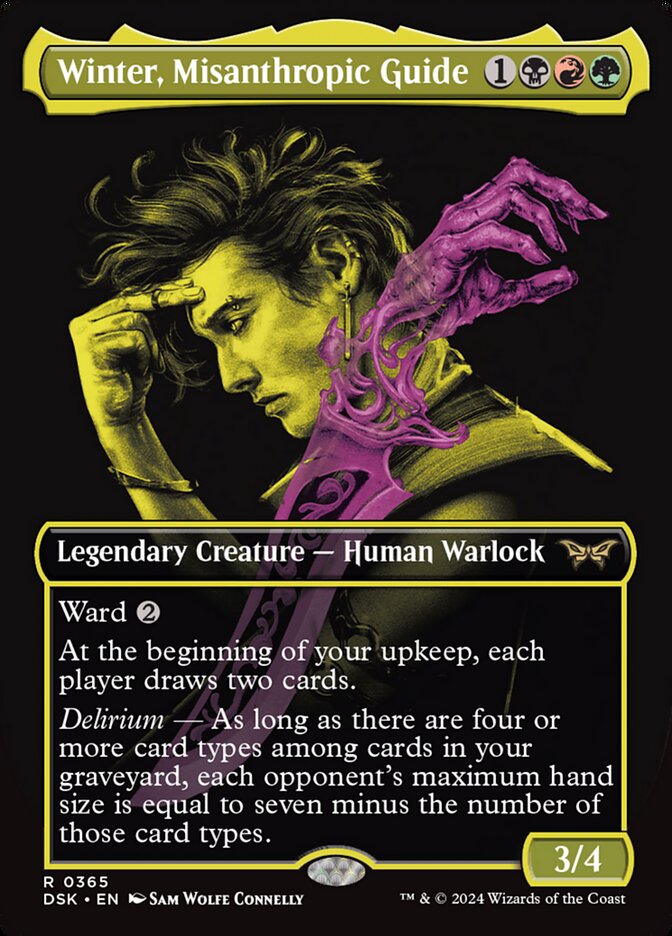 Winter, Misanthropic Guide 1
Legendary Creature — Human Warlock
Ward 2
At the beginning of your upkeep, each
player draws two cards.
Delirium — As long as there are four or
more card types among cards in your
graveyard, each opponent's maximum hand
size is equal to seven minus the number of
those card types.
3/4
R 0365
DSK • EN Sam Wolfe Connelly
™ & © 2024 Wizards of the Coast